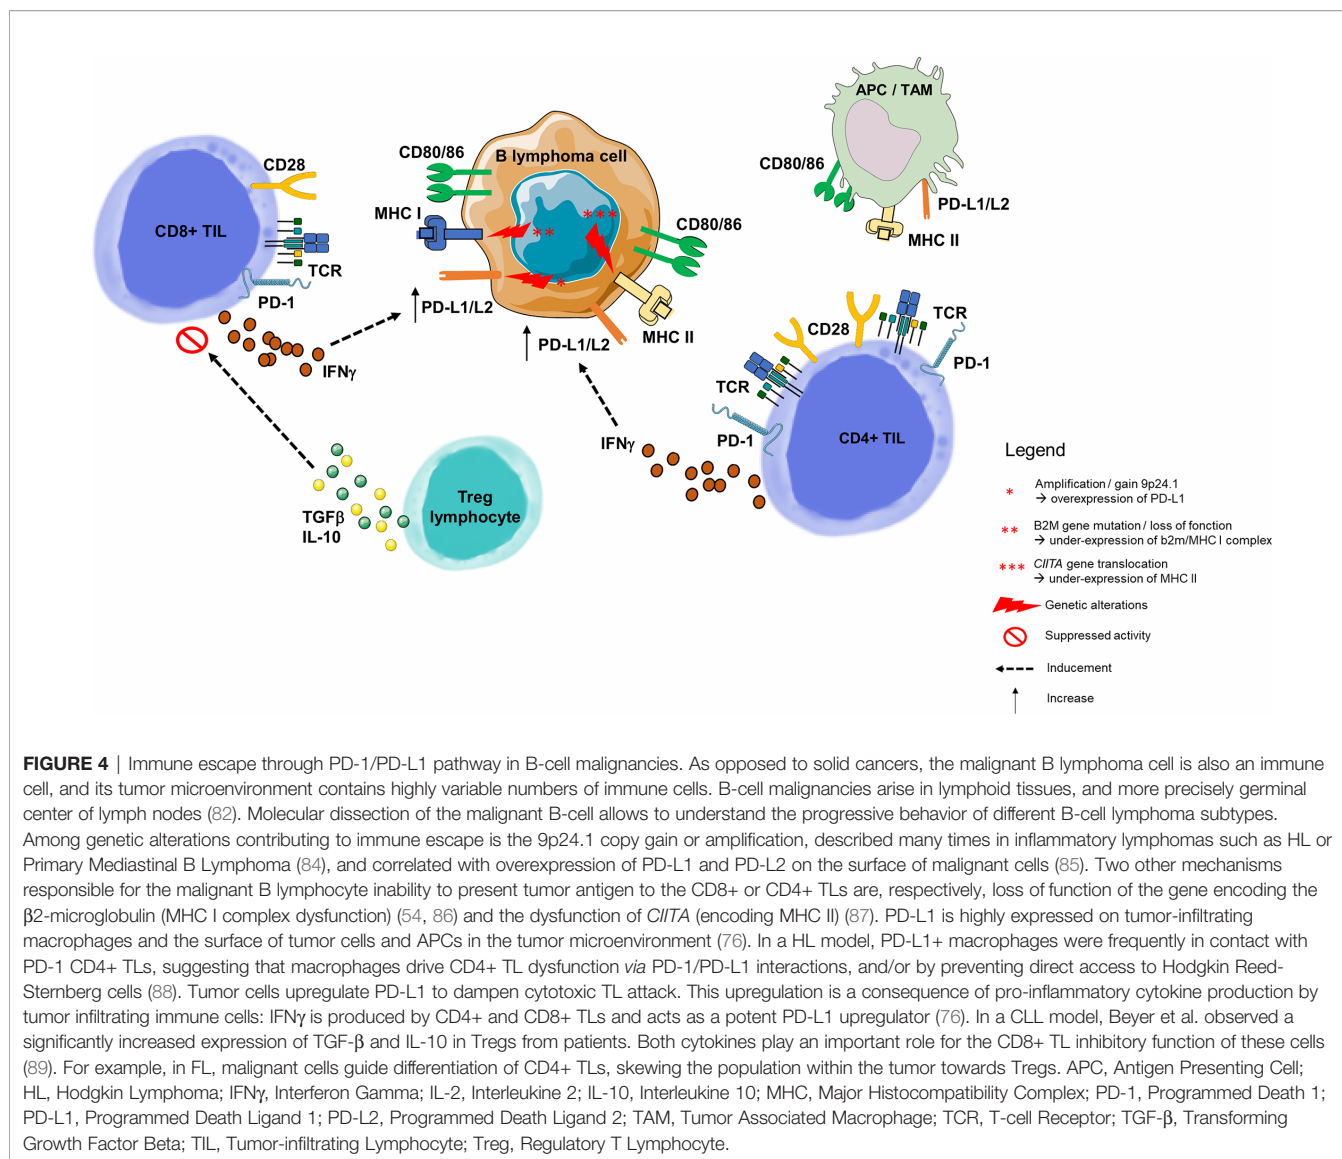 APC / TAM
CD80/86
PD-L1/L2
MHC II
CD80/86
B lymphoma cell
CD28
MHC I
***
**
*
CD80/86
CD8+ TIL
TCR
PD-1
PD-L1/L2
PD-L1/L2
MHC II
IFNγ
CD28
TCR
PD-1
TCR
PD-1
CD4+ TIL
IFNγ
TGFβ
IL-10
Treg
lymphocyte
Legend
* Amplification / gain 9p24.1
→ overexpression of PD-L1
** B2M gene mutation / loss of function
→ under-expression of b2m/MHC I complex
*** CIITA gene translocation
→ under-expression of MHC II
Genetic alterations
Suppressed activity
Inducement
Increase
FIGURE 4 | Immune escape through PD-1/PD-L1 pathway in B-cell malignancies. As opposed to solid cancers, the malignant B lymphoma cell is also an immune
cell, and its tumor microenvironment contains highly variable numbers of immune cells. B-cell malignancies arise in lymphoid tissues, and more precisely germinal
center of lymph nodes (82). Molecular dissection of the malignant B-cell allows to understand the progressive behavior of different B-cell lymphoma subtypes.
Among genetic alterations contributing to immune escape is the 9p24.1 copy gain or amplification, described many times in inflammatory lymphomas such as HL or
Primary Mediastinal B Lymphoma (84), and correlated with overexpression of PD-L1 and PD-L2 on the surface of malignant cells (85). Two other mechanisms
responsible for the malignant B lymphocyte inability to present tumor antigen to the CD8+ or CD4+ TLs are, respectively, loss of function of the gene encoding the
β2-microglobulin (MHC I complex dysfunction) (54, 86) and the dysfunction of CIITA (encoding MHC II) (87). PD-L1 is highly expressed on tumor-infiltrating
macrophages and the surface of tumor cells and APCs in the tumor microenvironment (76). In a HL model, PD-L1+ macrophages were frequently in contact with
PD-1 CD4+ TLs, suggesting that macrophages drive CD4+ TL dysfunction via PD-1/PD-L1 interactions, and/or by preventing direct access to Hodgkin Reed-
Sternberg cells (88). Tumor cells upregulate PD-L1 to dampen cytotoxic TL attack. This upregulation is a consequence of pro-inflammatory cytokine production by
tumor infiltrating immune cells: IFNγ is produced by CD4+ and CD8+ TLs and acts as a potent PD-L1 upregulator (76). In a CLL model, Beyer et al. observed a
significantly increased expression of TGF-β and IL-10 in Tregs from patients. Both cytokines play an important role for the CD8+ TL inhibitory function of these cells
(89). For example, in FL, malignant cells guide differentiation of CD4+ TLs, skewing the population within the tumor towards Tregs. APC, Antigen Presenting Cell;
HL, Hodgkin Lymphoma; IFNγ, Interferon Gamma; IL-2, Interleukine 2; IL-10, Interleukine 10; MHC, Major Histocompatibility Complex; PD-1, Programmed Death 1;
PD-L1, Programmed Death Ligand 1; PD-L2, Programmed Death Ligand 2; TAM, Tumor Associated Macrophage; TCR, T-cell Receptor; TGF-β, Transforming
Growth Factor Beta; TIL, Tumor-infiltrating Lymphocyte; Treg, Regulatory T Lymphocyte.